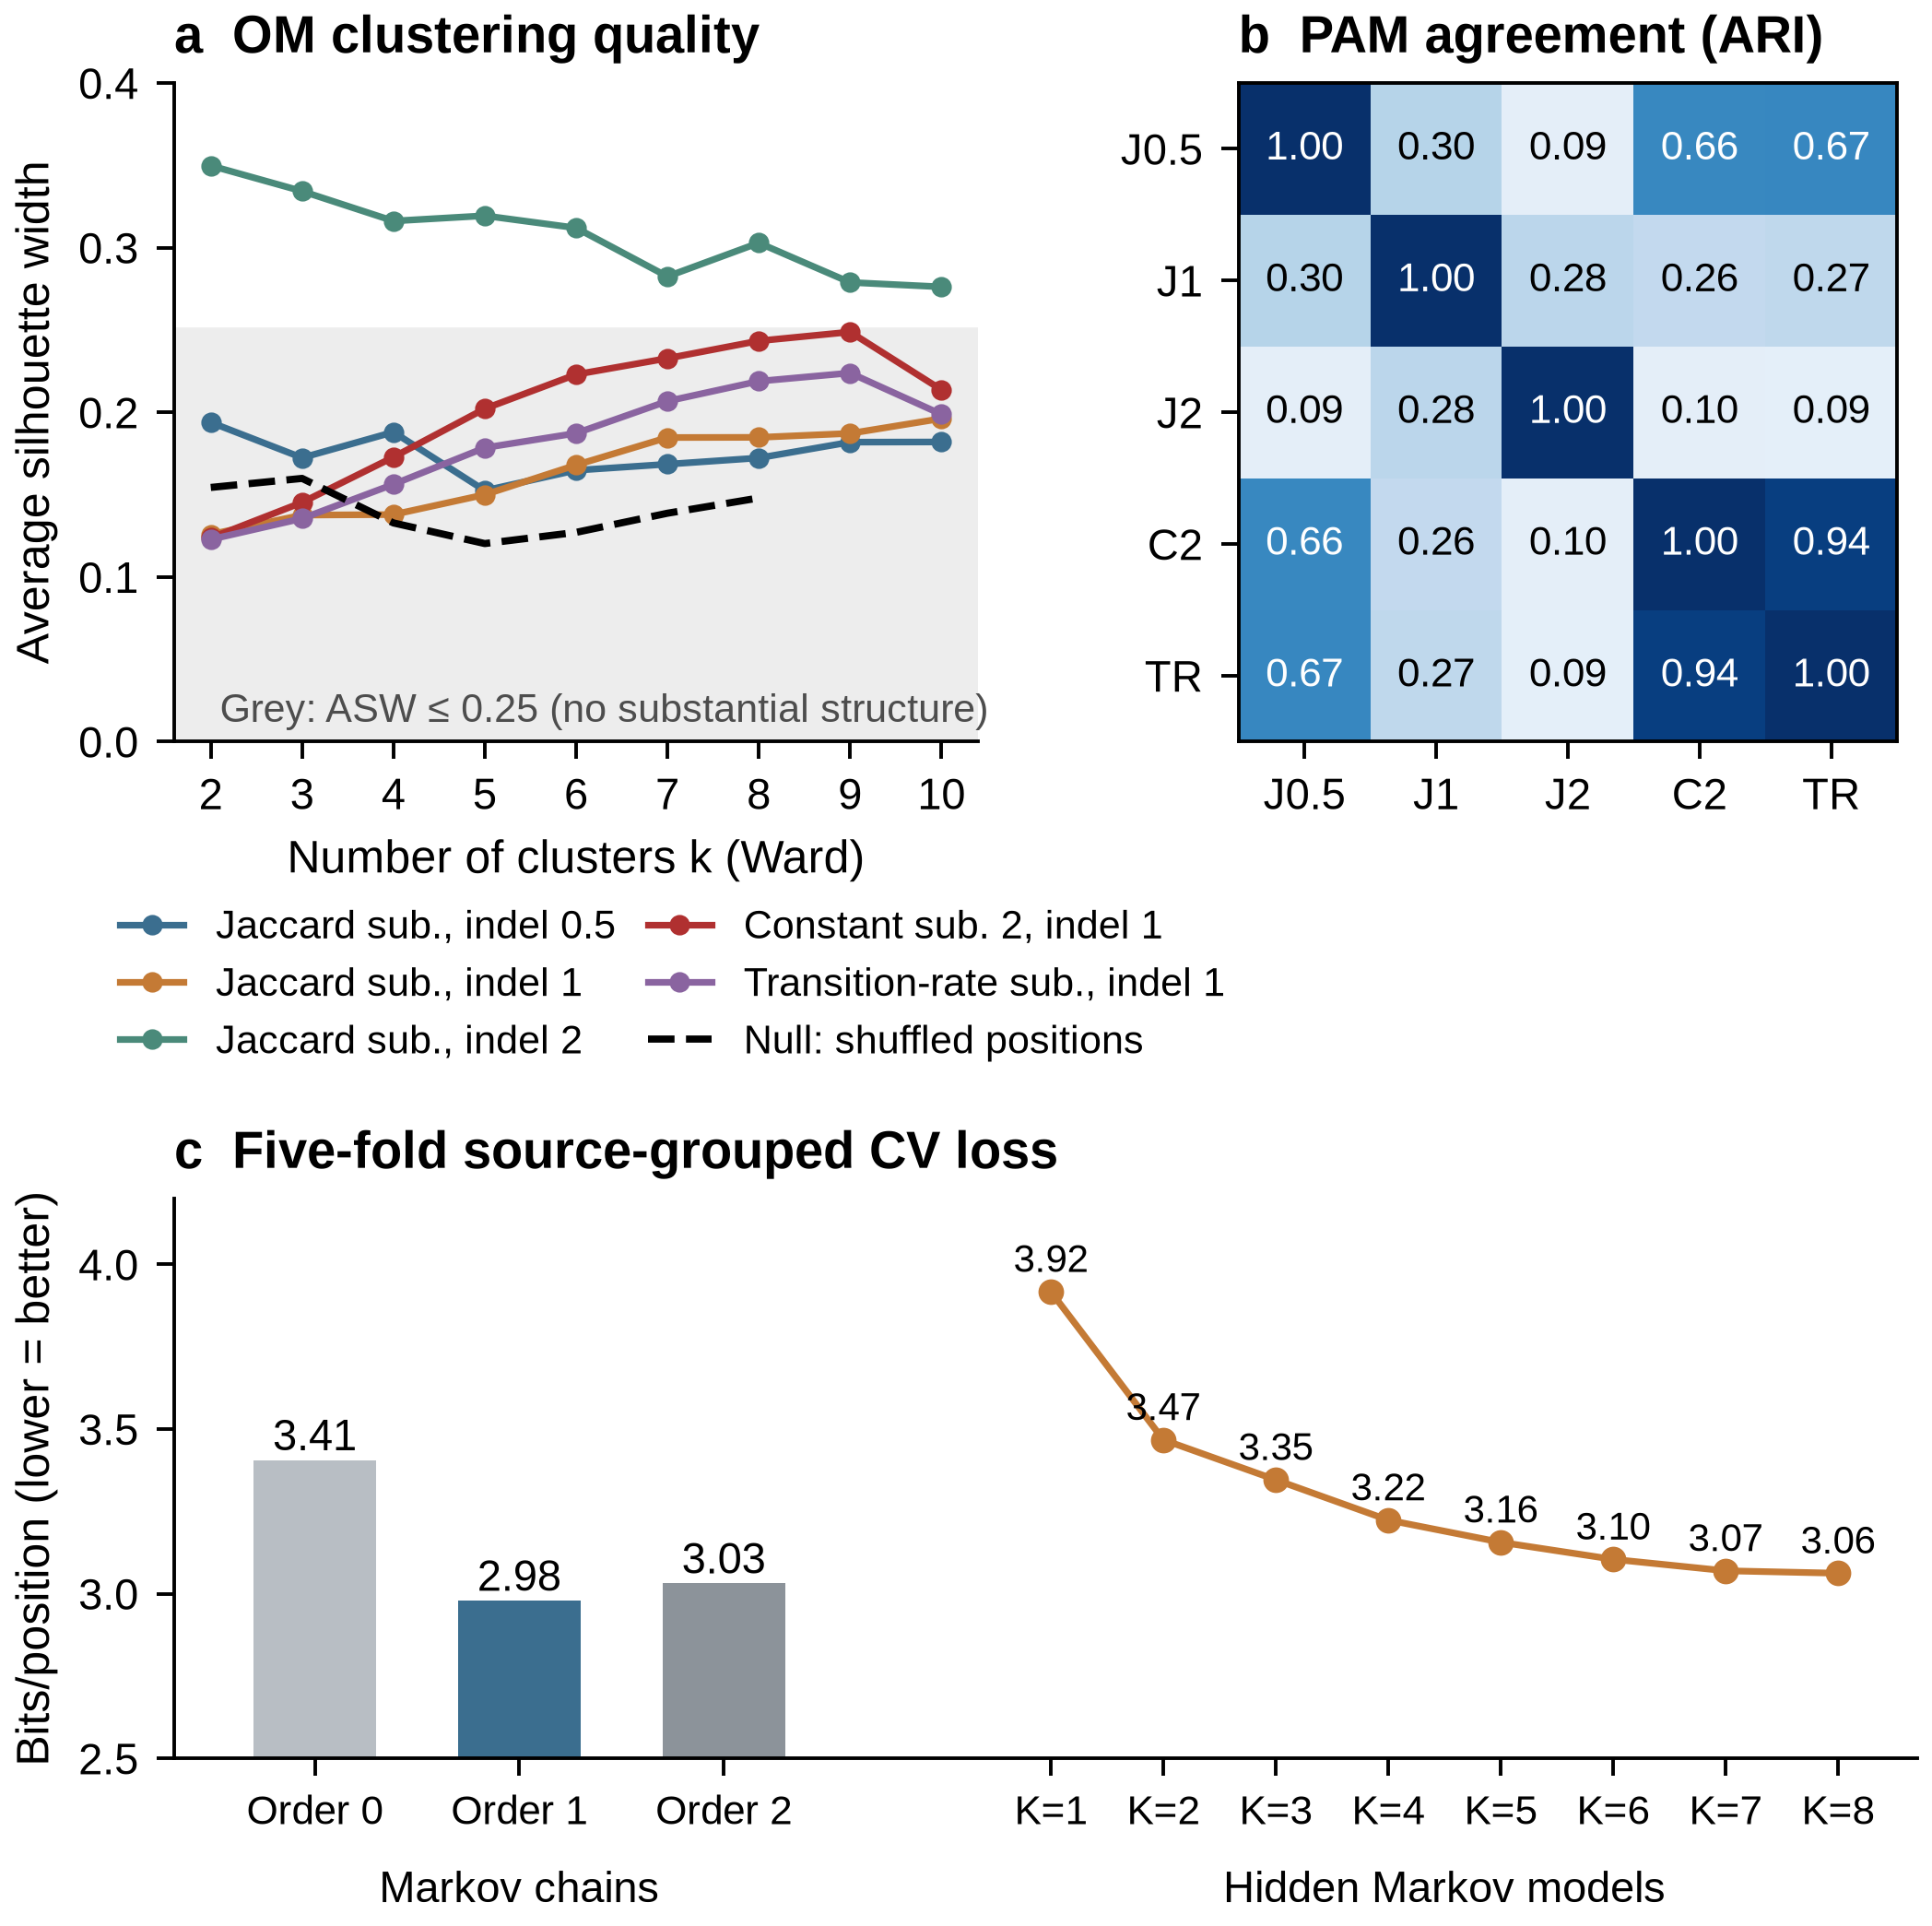 a OM clustering quality
Average silhouette width
0.4
0.3
0.2
0.1
0.0
Grey: ASW ≤ 0.25 (no substantial structure)
2 3 4 5 6 7 8 9 10
Number of clusters k (Ward)
Jaccard sub., indel 0.5
Jaccard sub., indel 1
Jaccard sub., indel 2
Constant sub. 2, indel 1
Transition-rate sub., indel 1
Null: shuffled positions
b PAM agreement (ARI)
J0.5 1.00 0.30 0.09 0.66 0.67
J1 0.30 1.00 0.28 0.26 0.27
J2 0.09 0.28 1.00 0.10 0.09
C2 0.66 0.26 0.10 1.00 0.94
TR 0.67 0.27 0.09 0.94 1.00
J0.5 J1 J2 C2 TR
c Five-fold source-grouped CV loss
Bits/position (lower = better)
4.0
3.5
3.0
2.5
3.41 2.98 3.03
3.92 3.47 3.35 3.22 3.16 3.10 3.07 3.06
Order 0 Order 1 Order 2
K=1 K=2 K=3 K=4 K=5 K=6 K=7 K=8
Markov chains
Hidden Markov models